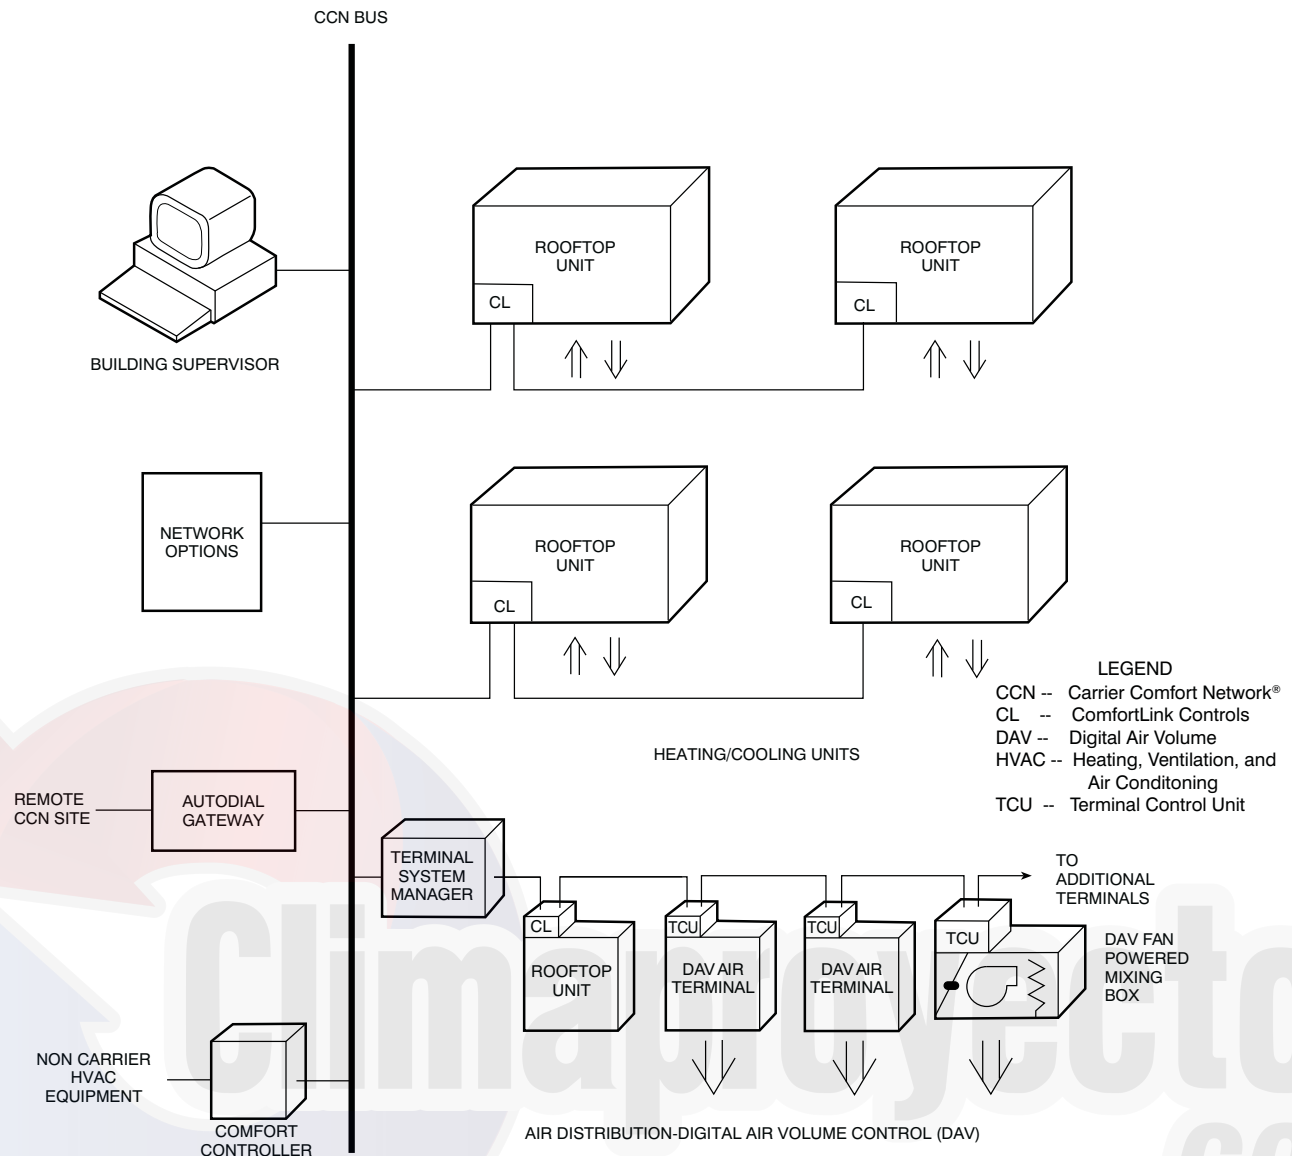 CCN BUS
ROOFTOP
UNIT
CL
ROOFTOP
UNIT
CL
BUILDING SUPERVISOR
NETWORK
OPTIONS
ROOFTOP
UNIT
CL
ROOFTOP
UNIT
CL
LEGEND
CCN -- Carrier Comfort Network®
CL -- ComfortLink Controls
DAV -- Digital Air Volume
HVAC -- Heating, Ventilation, and
Air Conditoning
TCU -- Terminal Control Unit
HEATING/COOLING UNITS
REMOTE
CCN SITE
AUTODIAL
GATEWAY
TERMINAL
SYSTEM
MANAGER
TO
ADDITIONAL
TERMINALS
CL
ROOFTOP
UNIT
TCU
DAV AIR
TERMINAL
TCU
DAV AIR
TERMINAL
TCU
DAV FAN
POWERED
MIXING
BOX
NON CARRIER
HVAC
EQUIPMENT
COMFORT
CONTROLLER
AIR DISTRIBUTION-DIGITAL AIR VOLUME CONTROL (DAV)
Climaproyecto